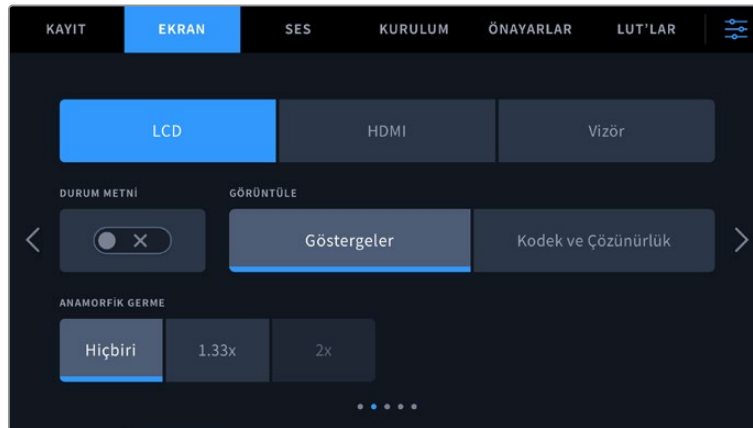 KAYIT EKRAN SES KURULUM ÖNAYARLAR LUT'LAR
LCD HDMI Vizör
DURUM METNİ GÖRÜNTÜLE
Göstergeler Kodek ve Çözünürlük
ANAMORFİK GERME
Hiçbiri 1.33x 2x